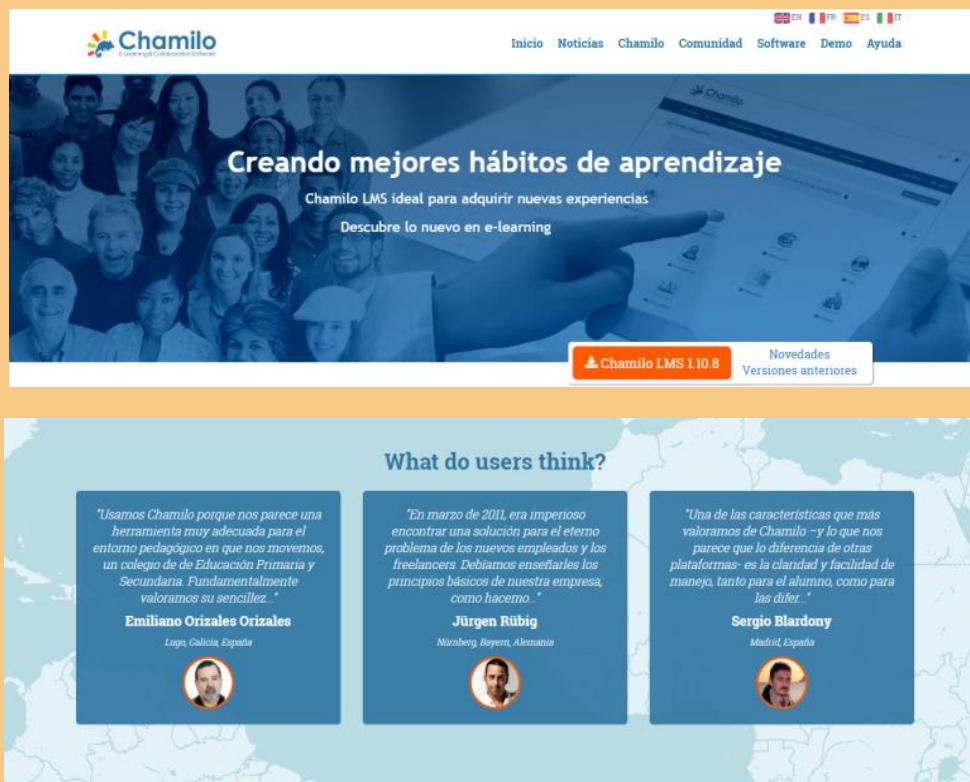 EN FR ES IT
Chamilo
E-Learning & Collaboration Software
Inicio Noticias Chamilo Comunidad Software Demo Ayuda
Chamilo
Creando mejores hábitos de aprendizaje
Chamilo LMS ideal para adquirir nuevas experiencias
Descubre lo nuevo en e-learning
Chamilo LMS 1.10.8
Novedades
Versiones anteriores
What do users think?
"Usamos Chamilo porque nos parece una
herramienta muy adecuada para el
entorno pedagógico en que nos movemos,
un colegio de de Educación Primaria y
Secundaria. Fundamentalmente
valoramos su sencillez..."
Emiliano Orizales Orizales
Lugo, Galicia, España
"En marzo de 2011, era imperioso
encontrar una solución para el eterno
problema de los nuevos empleados y los
freelancers. Debíamos enseñarles los
principios básicos de nuestra empresa,
como hacemo..."
Jürgen Rübig
Nürnberg, Bayern, Alemania
"Una de las características que más
valoramos de Chamilo –y lo que nos
parece que lo diferencia de otras
plataformas- es la claridad y facilidad de
manejo, tanto para el alumno, como para
las difer..."
Sergio Blardony
Madrid, España